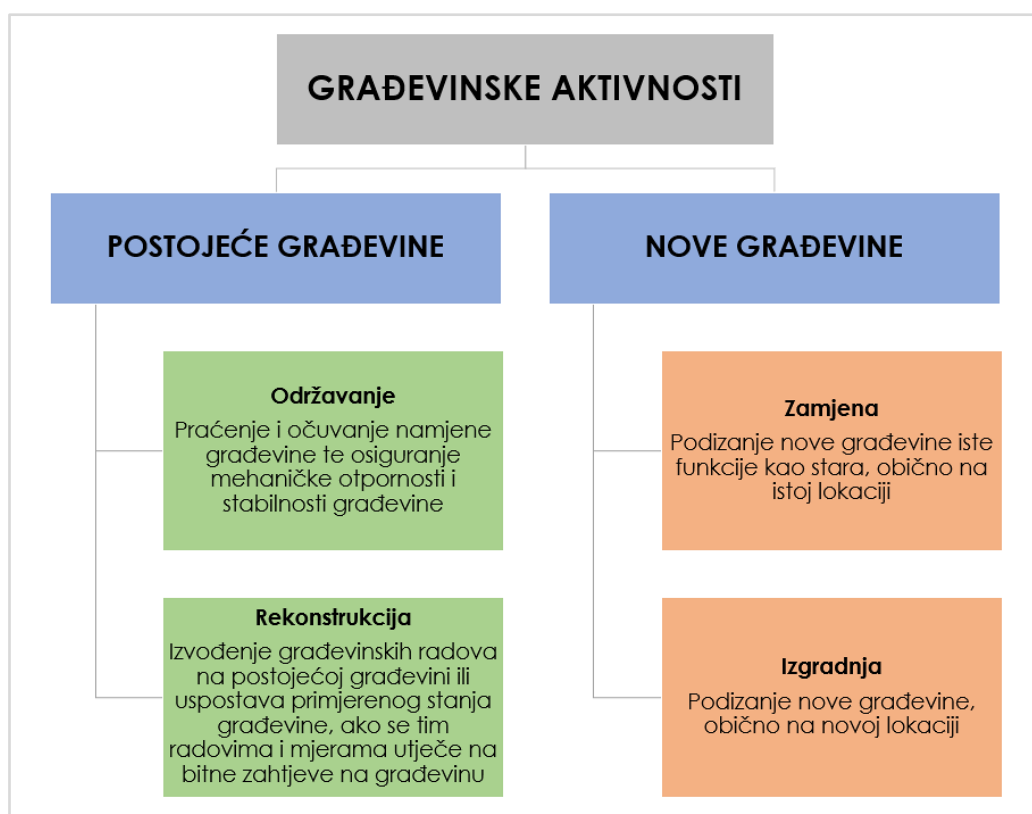 GRAĐEVINSKE AKTIVNOSTI
POSTOJEĆE GRAĐEVINE
NOVE GRAĐEVINE
Održavanje
Praćenje i očuvanje namjene
građevine te osiguranje
mehaničke otpornosti i
stabilnosti građevine
Zamjena
Podizanje nove građevine iste
funkcije kao stara, obično na
istoj lokaciji
Rekonstrukcija
Izvođenje građevinskih radova
na postojećoj građevini ili
uspostava primjerenog stanja
građevine, ako se tim
radovima i mjerama utječe na
bitne zahtjeve na građevinu
Izgradnja
Podizanje nove građevine,
obično na novoj lokaciji